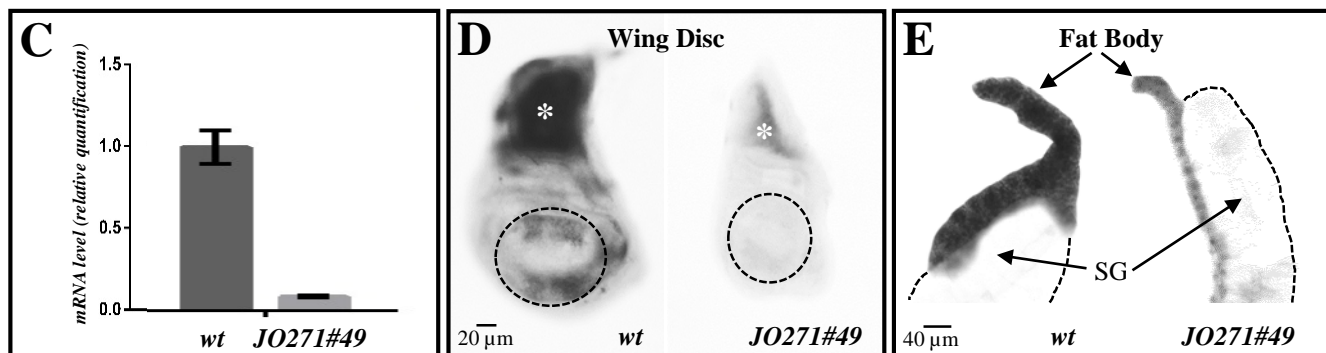 C
mRNA level (relative quantification)
1.5
1.0
0.5
0.0
wt JO271#49
D
Wing Disc
*
*
20 µm
wt
JO271#49
E
Fat Body
SG
40 µm
wt
JO271#49